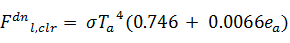 F^{dn}_{l,clr} = σT_a^4(0.746 + 0.0066e_a)